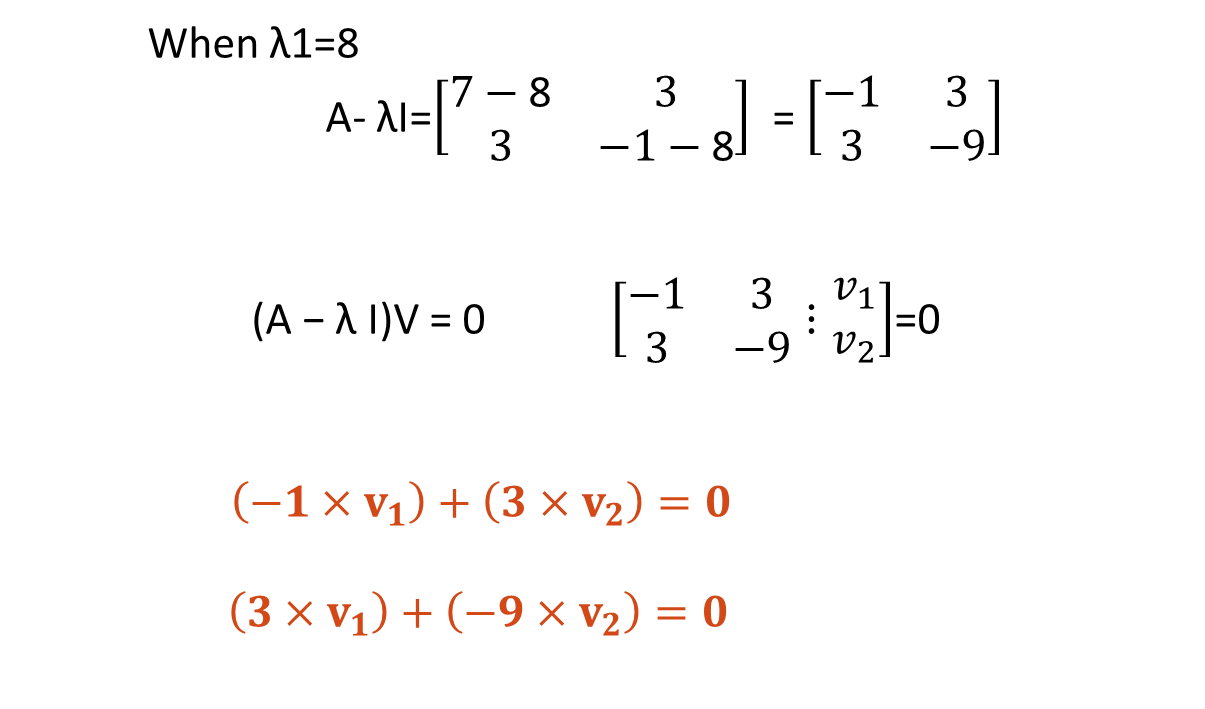 When λ1=8
A- λI=[7 − 8 3 3 −1 − 8] = [−1 3 3 −9]
(A − λ I)V = 0 [−1 3 3 −9 ⋮ v₁ v₂]=0
(−1 × v₁) + (3 × v₂) = 0
(3 × v₁) + (−9 × v₂) = 0